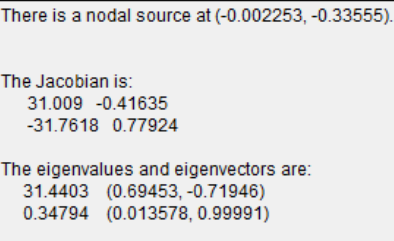 There is a nodal source at (-0.002253, -0.33555).
The Jacobian is:
31.009 -0.41635
-31.7618 0.77924
The eigenvalues and eigenvectors are:
31.4403 (0.69453, -0.71946)
0.34794 (0.013578, 0.99991)